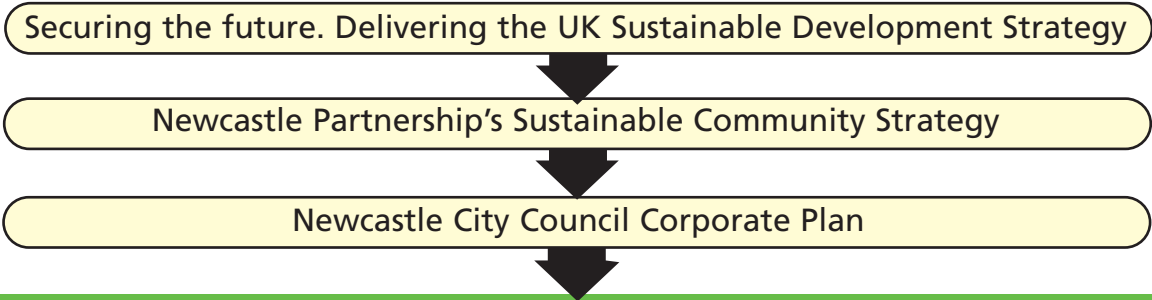 Securing the future. Delivering the UK Sustainable Development Strategy
Newcastle Partnership's Sustainable Community Strategy
Newcastle City Council Corporate Plan